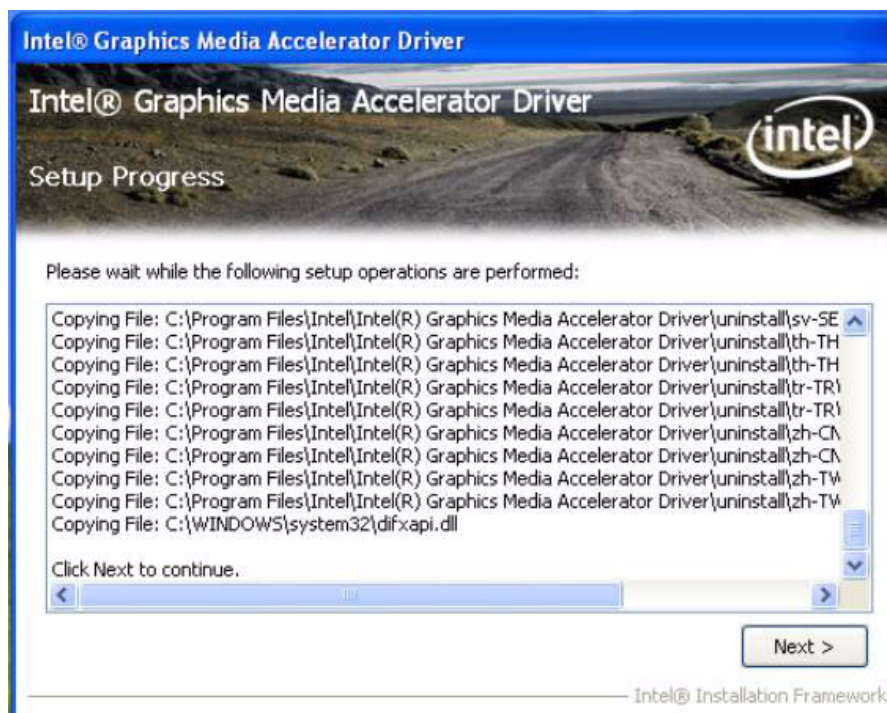 Intel® Graphics Media Accelerator Driver
Intel® Graphics Media Accelerator Driver
intel
Setup Progress
Please wait while the following setup operations are performed:
Copying File: C:\Program Files\Intel\Intel(R) Graphics Media Accelerator Driver\uninstall\sv-SE
Copying File: C:\Program Files\Intel\Intel(R) Graphics Media Accelerator Driver\uninstall\th-TH
Copying File: C:\Program Files\Intel\Intel(R) Graphics Media Accelerator Driver\uninstall\th-TH
Copying File: C:\Program Files\Intel\Intel(R) Graphics Media Accelerator Driver\uninstall\tr-TR\
Copying File: C:\Program Files\Intel\Intel(R) Graphics Media Accelerator Driver\uninstall\tr-TR\
Copying File: C:\Program Files\Intel\Intel(R) Graphics Media Accelerator Driver\uninstall\zh-CN
Copying File: C:\Program Files\Intel\Intel(R) Graphics Media Accelerator Driver\uninstall\zh-CN
Copying File: C:\Program Files\Intel\Intel(R) Graphics Media Accelerator Driver\uninstall\zh-TW
Copying File: C:\Program Files\Intel\Intel(R) Graphics Media Accelerator Driver\uninstall\zh-TW
Copying File: C:\WINDOWS\system32\difxapi.dll
Click Next to continue.
Next >
Intel® Installation Framework